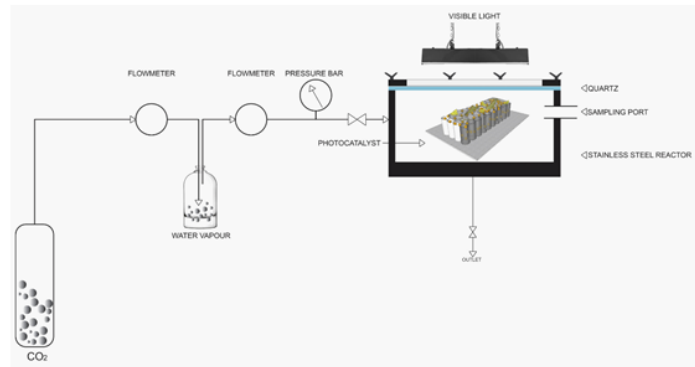 VISIBLE LIGHT
FLOWMETER
FLOWMETER
PRESSURE BAR
QUARTZ
SAMPLING PORT
PHOTOCATALYST
STAINLESS STEEL REACTOR
WATER VAPOUR
OUTLET
CO₂